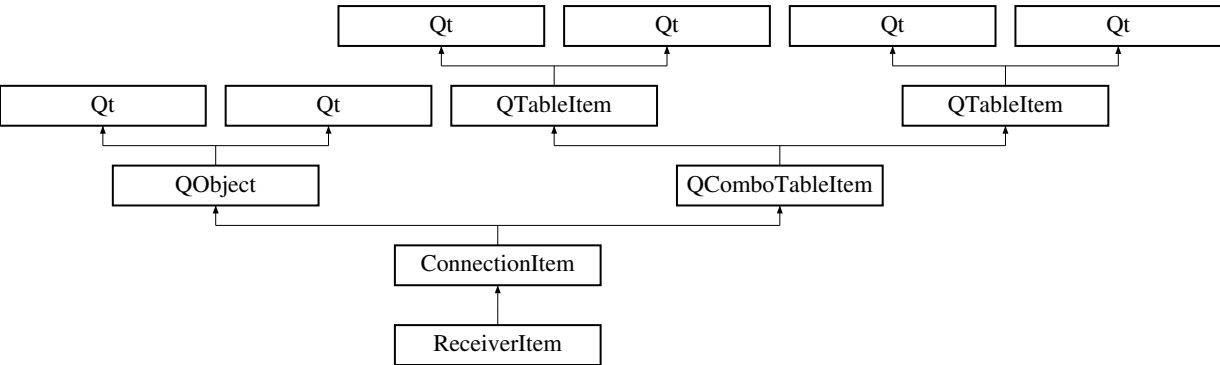 Qt
Qt
Qt
Qt
Qt
Qt
QTableItem
QTableItem
QObject
QComboTableItem
ConnectionItem
ReceiverItem